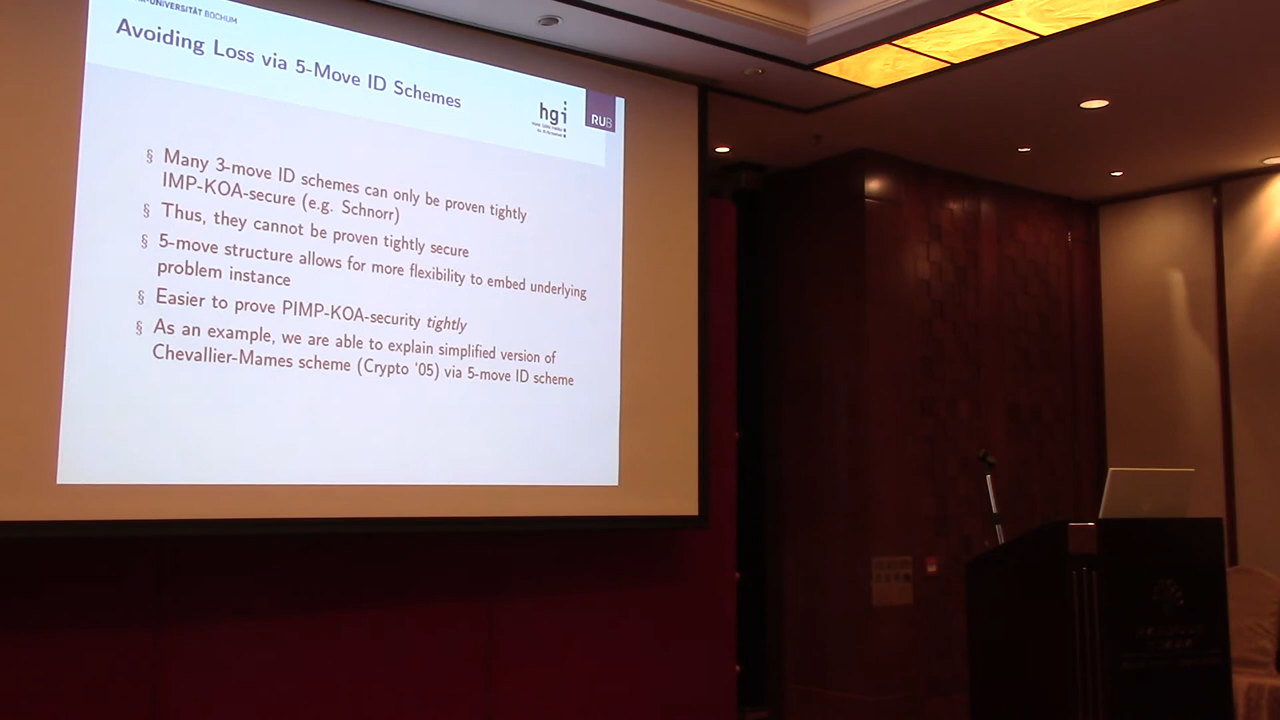 UNIVERSITÄT BOCHUM
Avoiding Loss via 5-Move ID Schemes
hgi
RUB
§ Many 3-move ID schemes can only be proven tightly
IMP-KOA-secure (e.g. Schnorr)
§ Thus, they cannot be proven tightly secure
§ 5-move structure allows for more flexibility to embed underlying
problem instance
§ Easier to prove PIMP-KOA-security tightly
§ As an example, we are able to explain simplified version of
Chevallier-Mames scheme (Crypto '05) via 5-move ID scheme